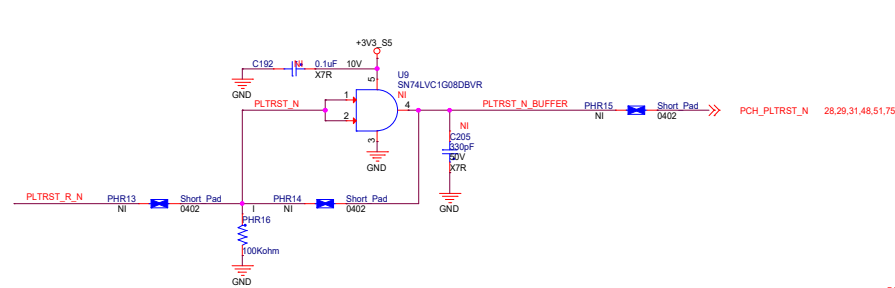 +3V3_S5
C192 NI 0.1uF 10V
X7R
GND
5
U9
SN74LVC1G08DBVR
NI
PLTRST_N
1
2
4
3
GND
PLTRST_N_BUFFER
PHR15
NI
Short_Pad
0402
PCH_PLTRST_N 28,29,31,48,51,75
NI
C205
330pF
50V
X7R
GND
PLTRST_R_N
PHR13
NI
Short_Pad
0402
I
PHR14
NI
Short_Pad
0402
PHR16
100Kohm
GND